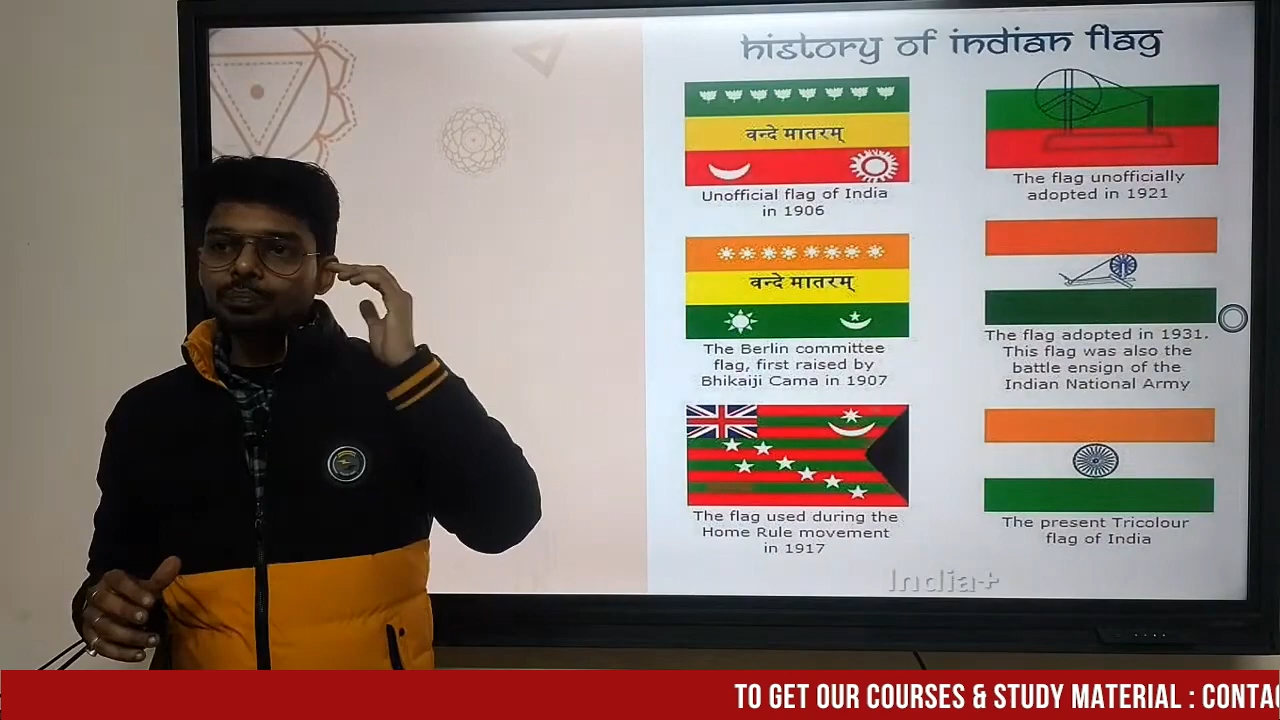 History of Indian Flag
वन्दे मातरम्
Unofficial flag of India
in 1906
वन्दे मातरम्
The Berlin committee
flag, first raised by
Bhikaiji Cama in 1907
The flag used during the
Home Rule movement
in 1917
The flag unofficially
adopted in 1921
The flag adopted in 1931.
This flag was also the
battle ensign of the
Indian National Army
The present Tricolour
flag of India
India+
TO GET OUR COURSES & STUDY MATERIAL : CONTAC